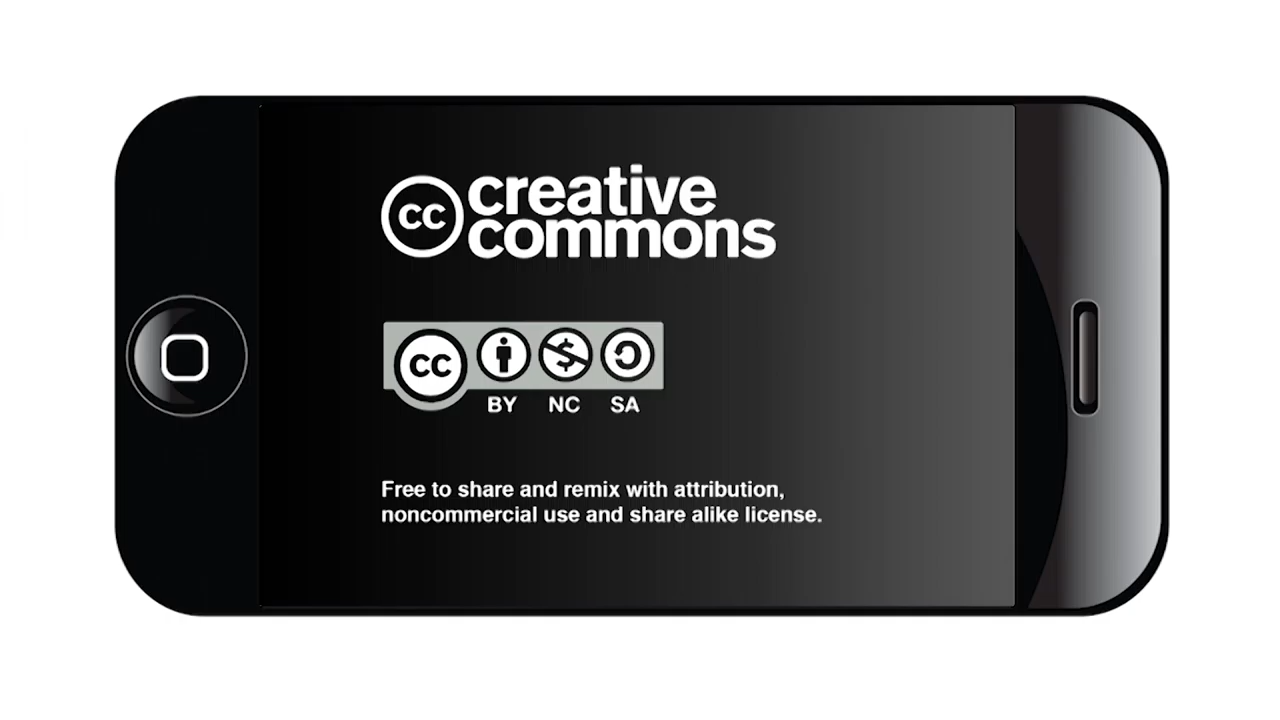 cc creative
commons
cc
BY NC SA
Free to share and remix with attribution,
noncommercial use and share alike license.